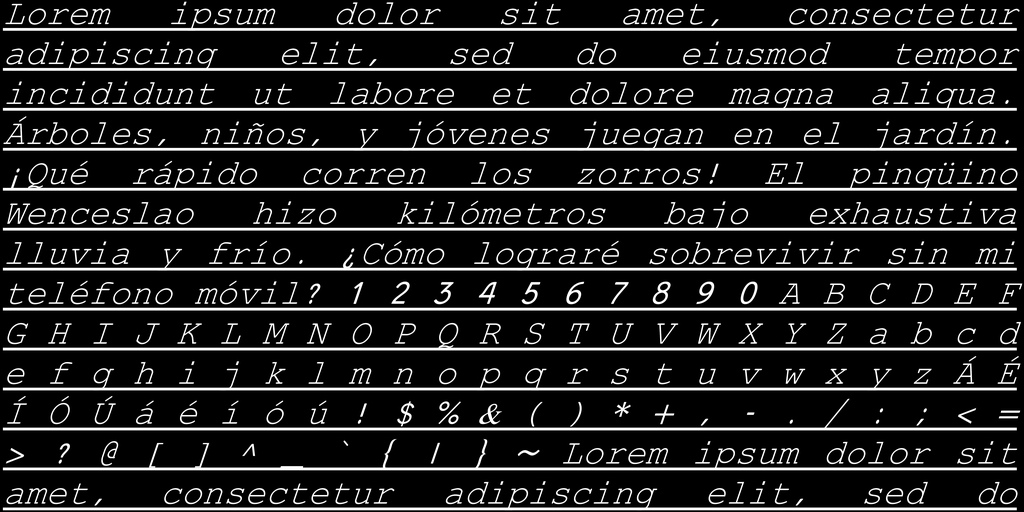 Lorem ipsum dolor sit amet, consectetur
adipiscing elit, sed do eiusmod tempor
incididunt ut labore et dolore magna aliqua.
Árboles, niños, y jóvenes juegan en el jardín.
¡Qué rápido corren los zorros! El pingüino
Wenceslao hizo kilómetros bajo exhaustiva
lluvia y frío. ¿Cómo lograré sobrevivir sin mi
teléfono móvil? 1 2 3 4 5 6 7 8 9 0 A B C D E F
G H I J K L M N O P Q R S T U V W X Y Z a b c d
e f g h i j k l m n o p q r s t u v w x y z Á É
Í Ó Ú á é í ó ú ! $ % & ( ) * + , - . / : ; < =
> ? @ [ ] ^ _ ` { | } ~ Lorem ipsum dolor sit
amet, consectetur adipiscing elit, sed do